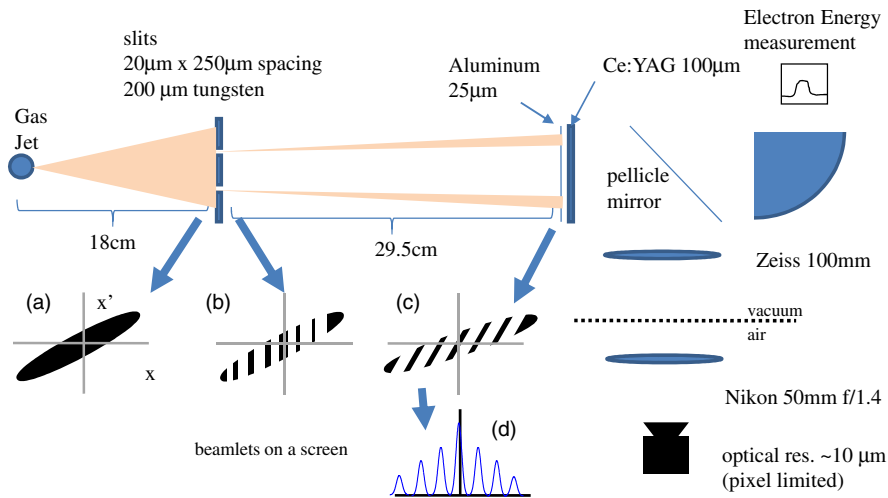 Electron Energy
measurement
slits
20μm x 250μm spacing
200 μm tungsten
Aluminum
25μm
Ce:YAG 100μm
Gas
Jet
pellicle
mirror
18cm
29.5cm
Zeiss 100mm
(a)
x'
x
(b)
(c)
vacuum
air
(d)
beamlets on a screen
Nikon 50mm f/1.4
optical res. ~10 μm
(pixel limited)